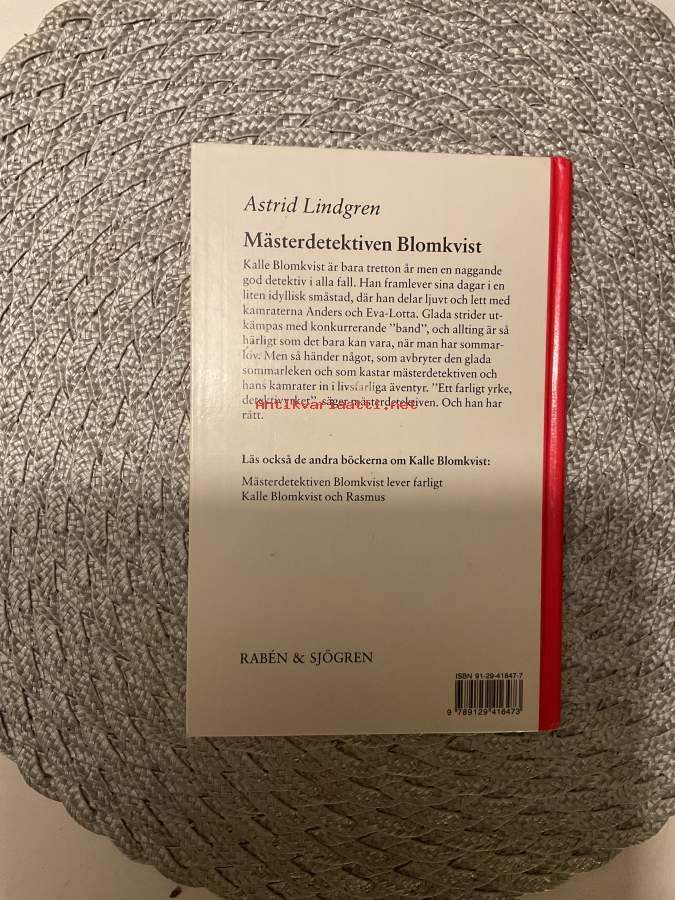 Astrid Lindgren
Mästerdetektiven Blomkvist
Kalle Blomkvist är bara tretton år men en naggande
god detektiv i alla fall. Han framlever sina dagar i en
liten idyllisk småstad, där han delar ljuvt och lett med
kamraterna Anders och Eva-Lotta. Glada strider ut-
kämpas med konkurrerande ”band”, och allting är så
härligt som det bara kan vara, när man har sommar-
lov. Men så händer något, som avbryter den glada
sommarleken och som kastar mästerdetektiven och
hans kamrater in i livsfarliga äventyr. ”Ett farligt yrke,
detektivyrket”, säger mästerdetektiven. Och han har
Antikvariaatti.net
rätt.
Läs också de andra böckerna om Kalle Blomkvist:
Mästerdetektiven Blomkvist lever farligt
Kalle Blomkvist och Rasmus
RABÉN & SJÖGREN
ISBN 91-29-41647-7
9 789129 416473